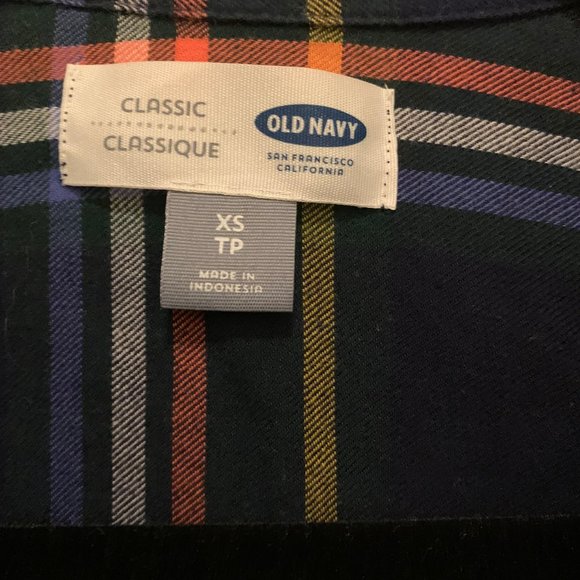 CLASSIC
CLASSIQUE
OLD NAVY
SAN FRANCISCO
CALIFORNIA
XS
TP
MADE IN
INDONESIA